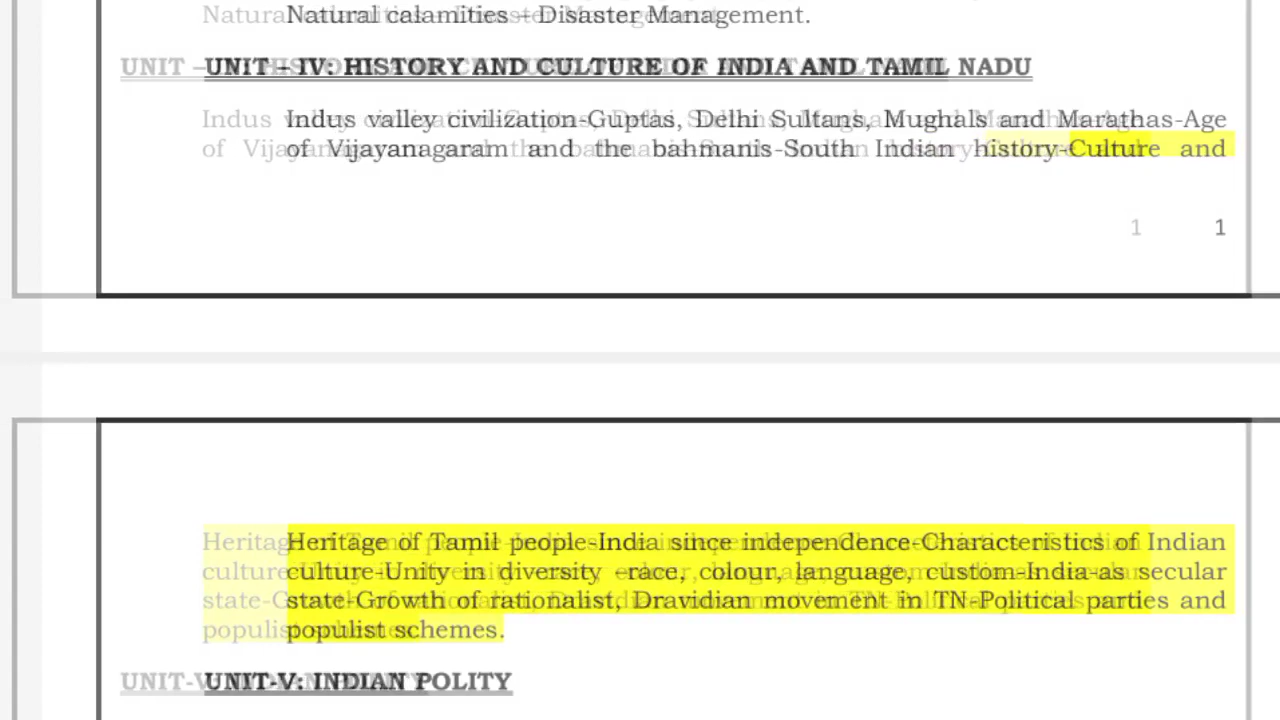 Natural calamities – Disaster Management.
UNIT – IV: HISTORY AND CULTURE OF INDIA AND TAMIL NADU
Indus valley civilization-Guptas, Delhi Sultans, Mughals and Marathas-Age
of Vijayanagaram and the bahmanis-South Indian history-Culture and
1
Heritage of Tamil people-India since independence-Characteristics of Indian
culture-Unity in diversity –race, colour, language, custom-India-as secular
state-Growth of rationalist, Dravidian movement in TN-Political parties and
populist schemes.
UNIT-V: INDIAN POLITY